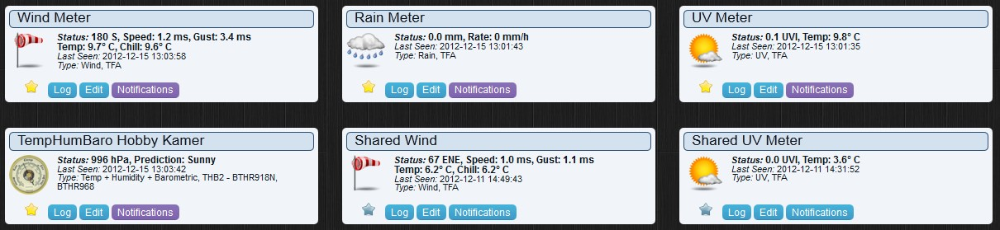 Wind Meter
Status: 180 S, Speed: 1.2 ms, Gust: 3.4 ms
Temp: 9.7° C, Chill: 9.6° C
Last Seen: 2012-12-15 13:03:58
Type: Wind, TFA
Log Edit Notifications
Rain Meter
Status: 0.0 mm, Rate: 0 mm/h
Last Seen: 2012-12-15 13:01:43
Type: Rain, TFA
Log Edit Notifications
UV Meter
Status: 0.1 UVI, Temp: 9.8° C
Last Seen: 2012-12-15 13:01:35
Type: UV, TFA
Log Edit Notifications
TempHumBaro Hobby Kamer
Status: 996 hPa, Prediction: Sunny
Last Seen: 2012-12-15 13:03:42
Type: Temp + Humidity + Barometric, THB2 - BTHR918N,
BTHR968
Log Edit Notifications
Shared Wind
Status: 67 ENE, Speed: 1.0 ms, Gust: 1.1 ms
Temp: 6.2° C, Chill: 6.2° C
Last Seen: 2012-12-11 14:49:43
Type: Wind, TFA
Log Edit Notifications
Shared UV Meter
Status: 0.0 UVI, Temp: 3.6° C
Last Seen: 2012-12-11 14:31:52
Type: UV, TFA
Log Edit Notifications